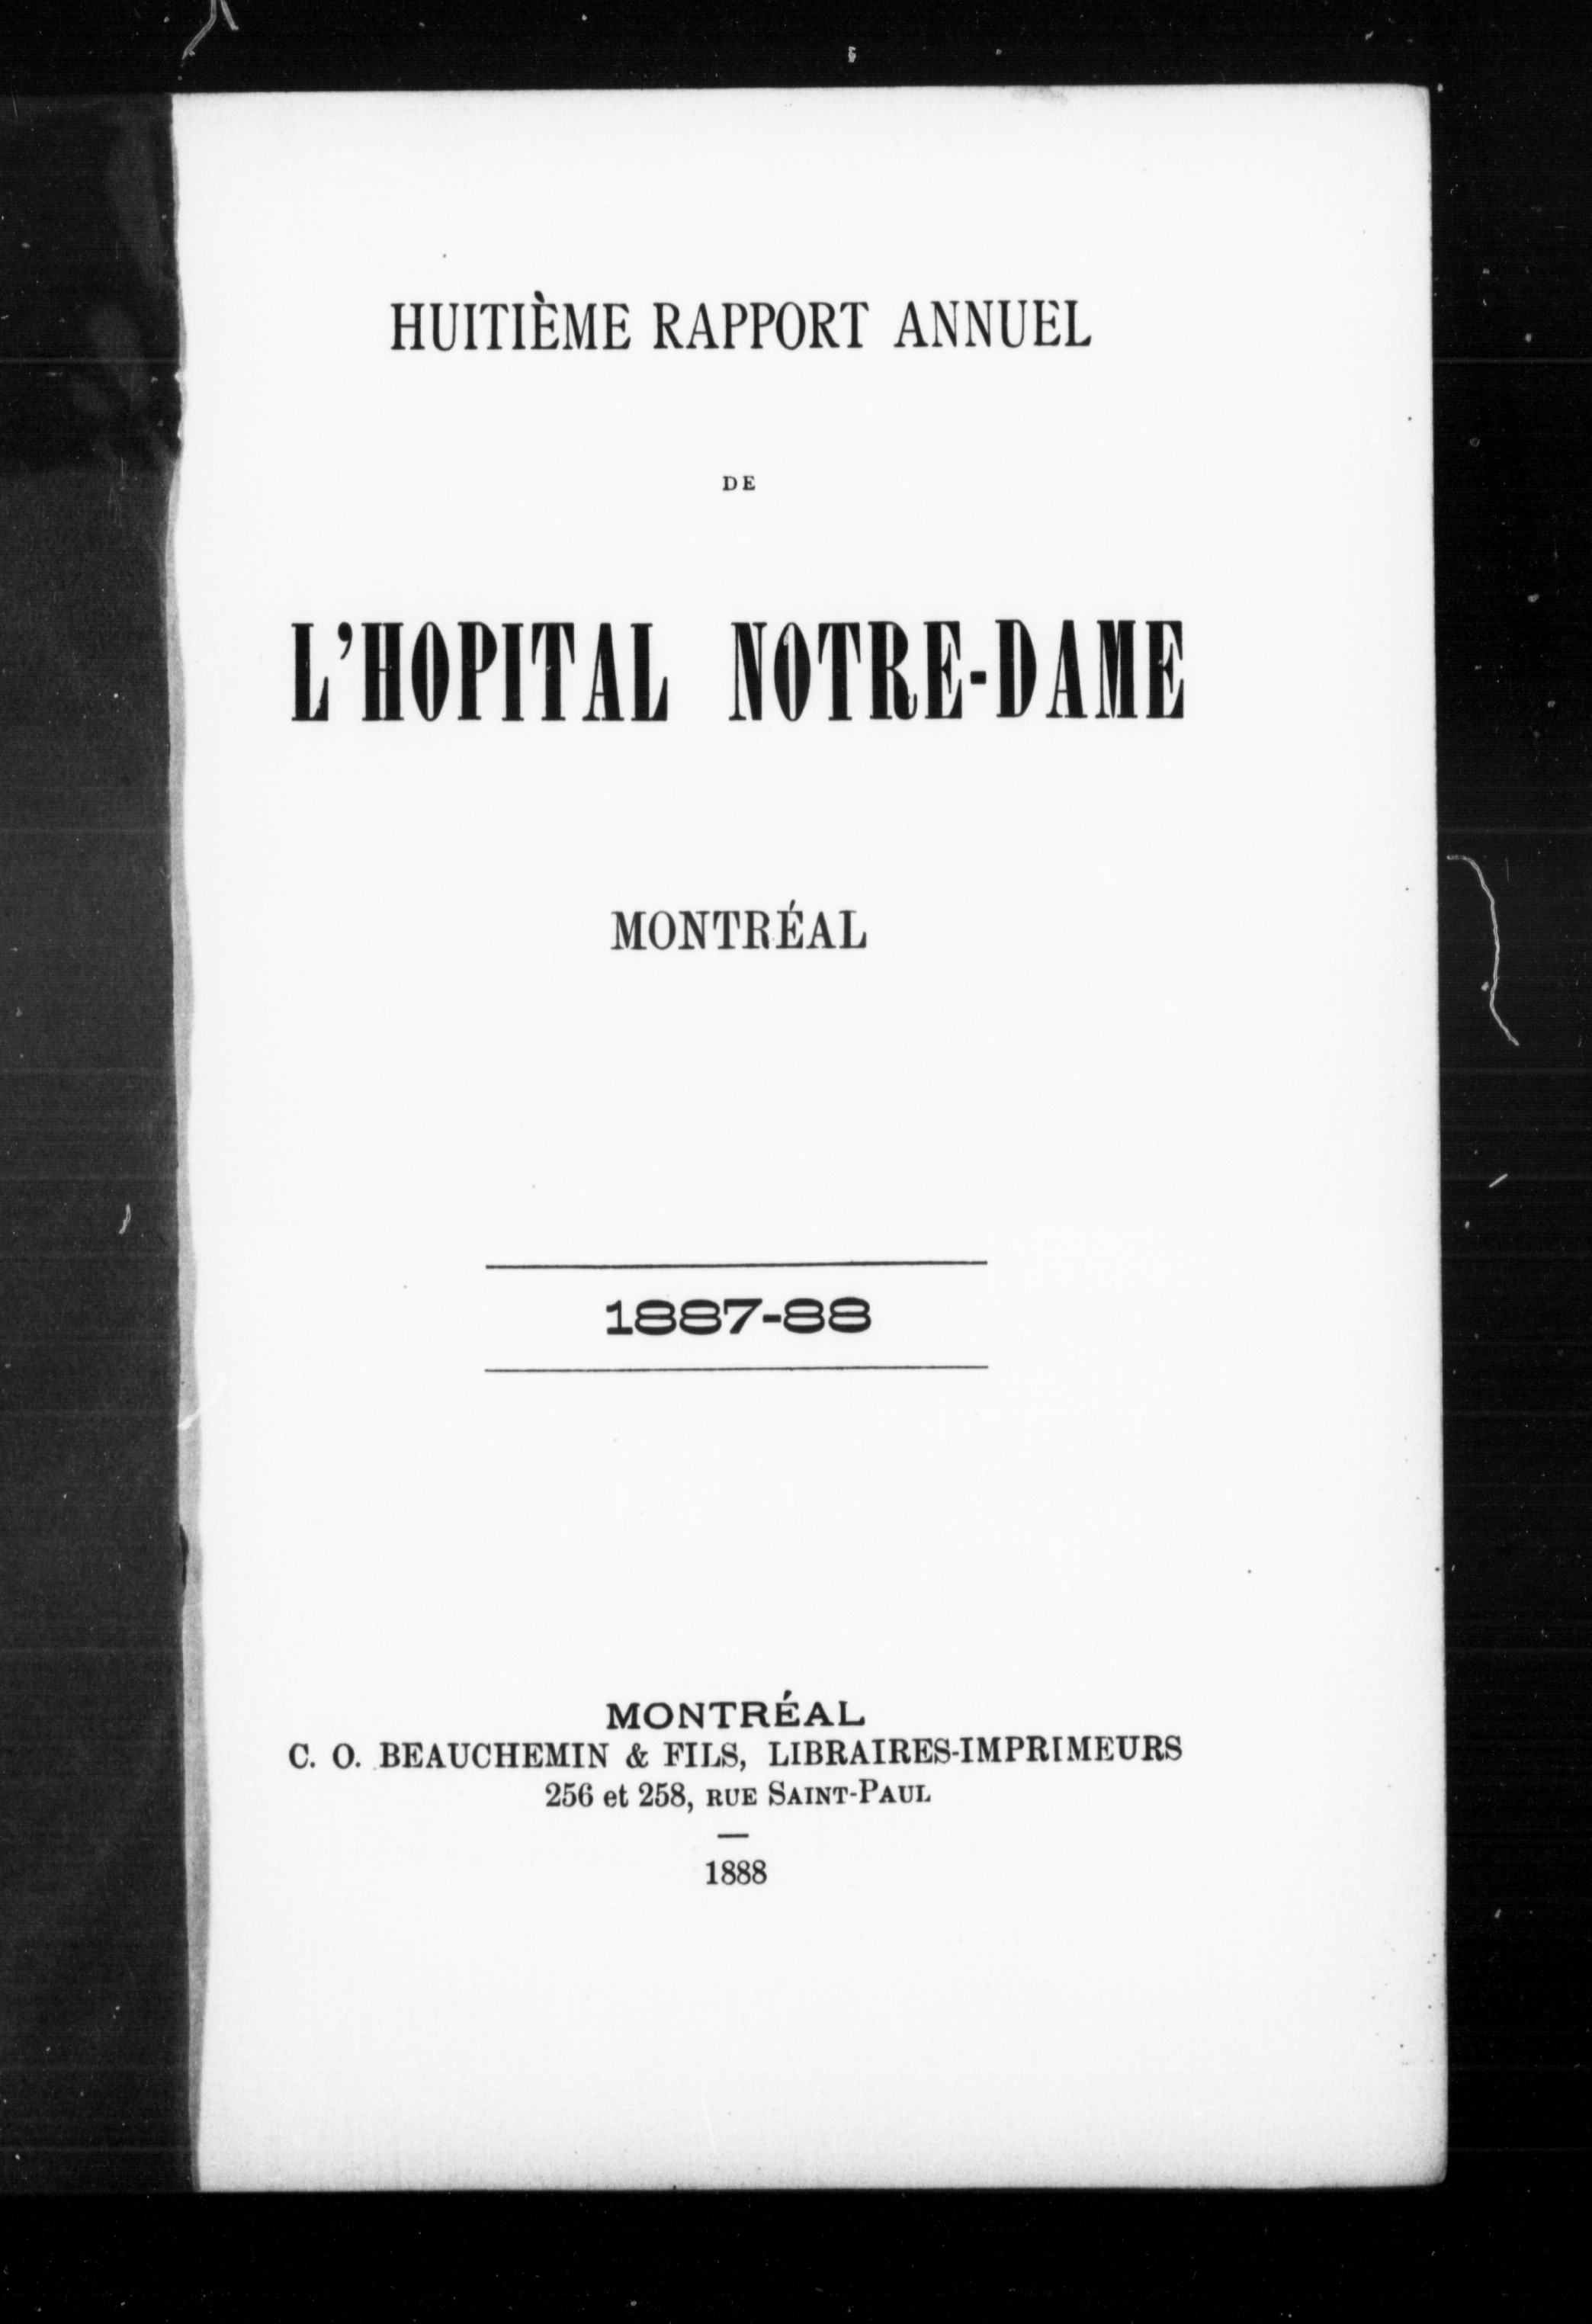 HUITIÈME RAPPORT ANNUEL
DE
L'HOPITAL NOTRE-DAME
MONTRÉAL
1887-88
MONTRÉAL
C. O. BEAUCHEMIN & FILS, LIBRAIRES-IMPRIMEURS
256 et 258, RUE SAINT-PAUL
1888